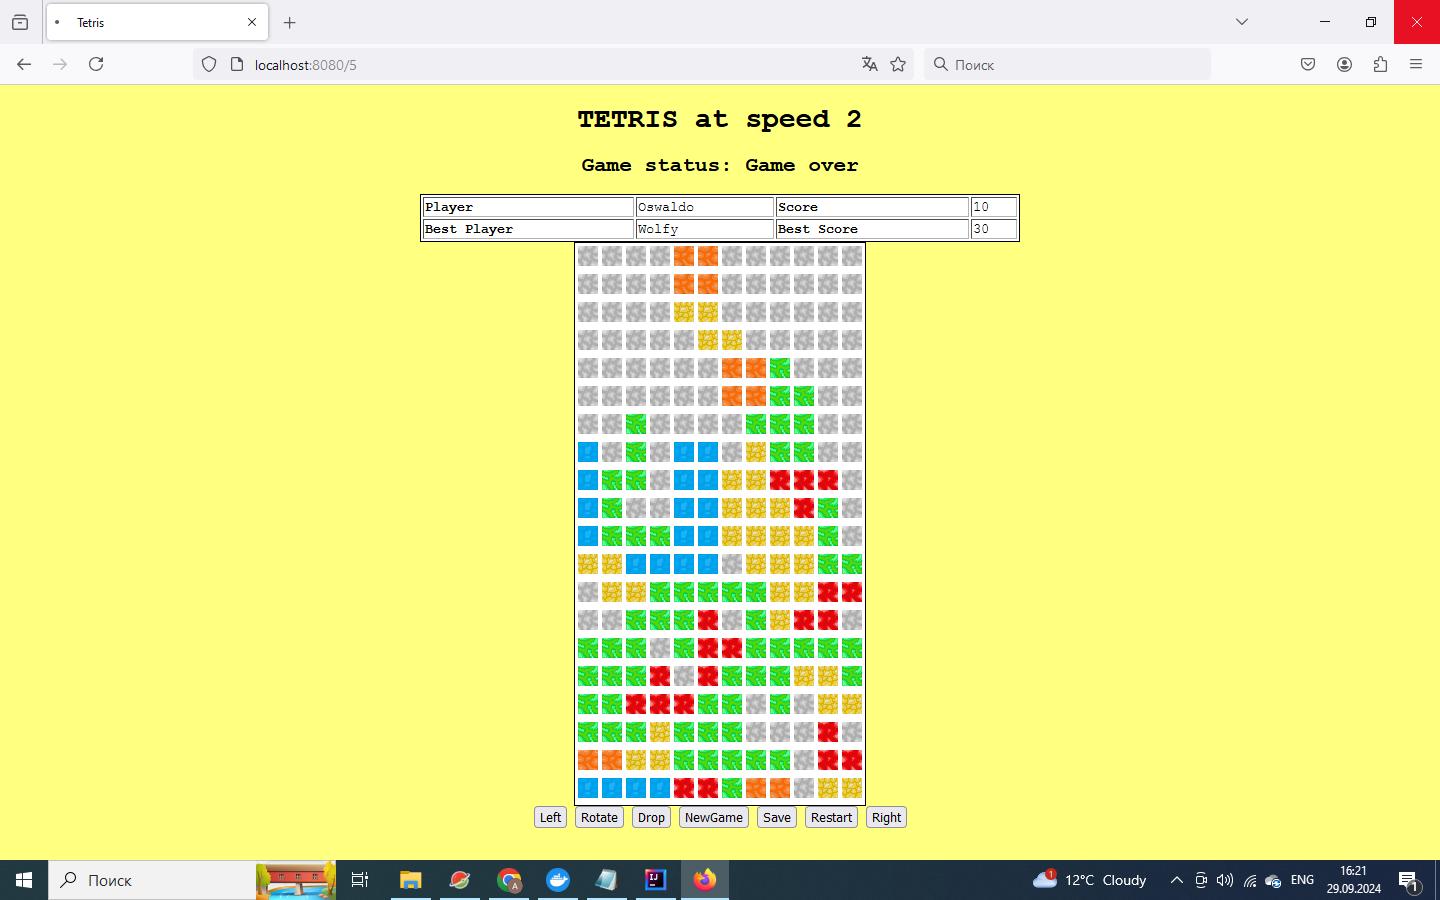 Tetris
localhost:8080/5
Поиск
TETRIS at speed 2
Game status: Game over
Player Oswaldo Score 10
Best Player Wolfy Best Score 30
Left Rotate Drop NewGame Save Restart Right
Поиск
12°C Cloudy
ENG
16:21
29.09.2024